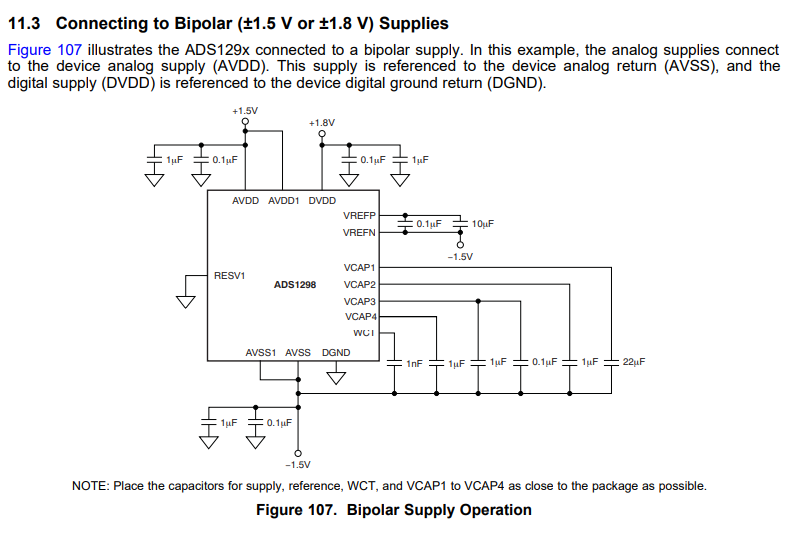 11.3 Connecting to Bipolar (±1.5 V or ±1.8 V) Supplies
Figure 107 illustrates the ADS129x connected to a bipolar supply. In this example, the analog supplies connect
to the device analog supply (AVDD). This supply is referenced to the device analog return (AVSS), and the
digital supply (DVDD) is referenced to the device digital ground return (DGND).
+1.5V
+1.8V
1µF 0.1µF 0.1µF 1µF
AVDD AVDD1 DVDD
VREFP
0.1µF 10µF
VREFN
−1.5V
VCAP1
RESV1
ADS1298
VCAP2
VCAP3
VCAP4
WCT
AVSS1 AVSS DGND
1nF 1µF 1µF 0.1µF 1µF 22µF
1µF 0.1µF
−1.5V
NOTE: Place the capacitors for supply, reference, WCT, and VCAP1 to VCAP4 as close to the package as possible.
Figure 107. Bipolar Supply Operation